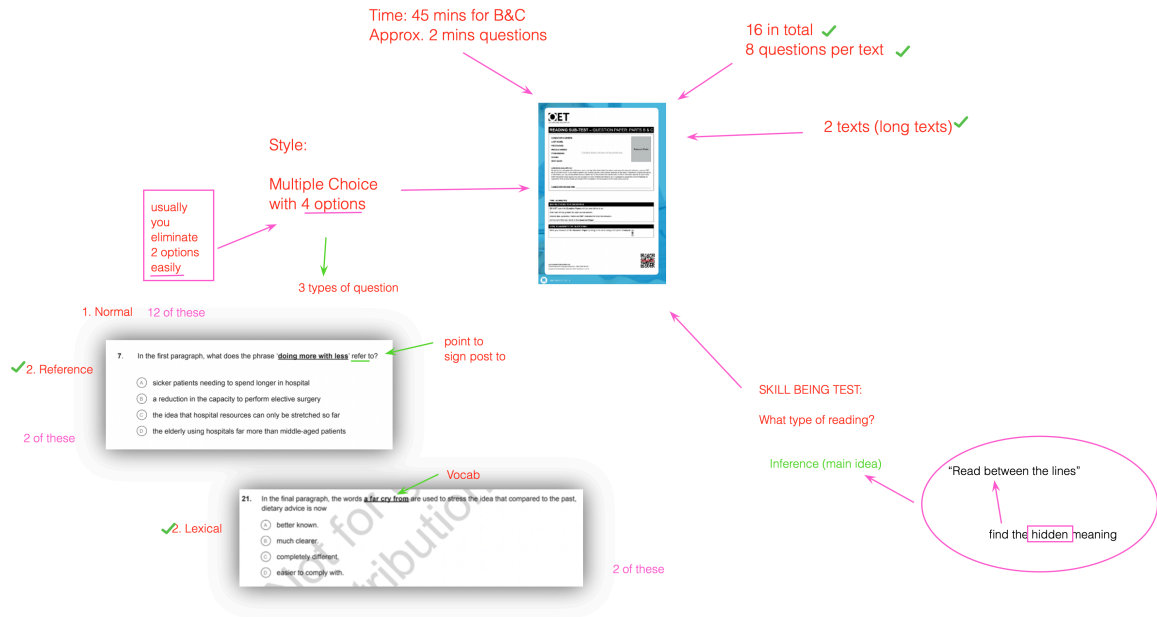 Time: 45 mins for B&C
Approx. 2 mins questions
16 in total
8 questions per text
2 texts (long texts)
OET
READING SUB-TEST – QUESTION PAPER: PARTS B & C
Style:
Multiple Choice
with 4 options
usually
you
eliminate
2 options
easily
3 types of question
1. Normal
12 of these
7. In the first paragraph, what does the phrase 'doing more with less' refer to?
A sicker patients needing to spend longer in hospital
B a reduction in the capacity to perform elective surgery
C the idea that hospital resources can only be stretched so far
D the elderly using hospitals far more than middle-aged patients
point to
sign post to
2. Reference
2 of these
Vocab
21. In the final paragraph, the words a far cry from are used to stress the idea that compared to the past,
dietary advice is now
A better known.
B much clearer.
C completely different.
D easier to comply with.
Not for
tribution
2. Lexical
2 of these
SKILL BEING TEST:
What type of reading?
Inference (main idea)
“Read between the lines”
find the hidden meaning